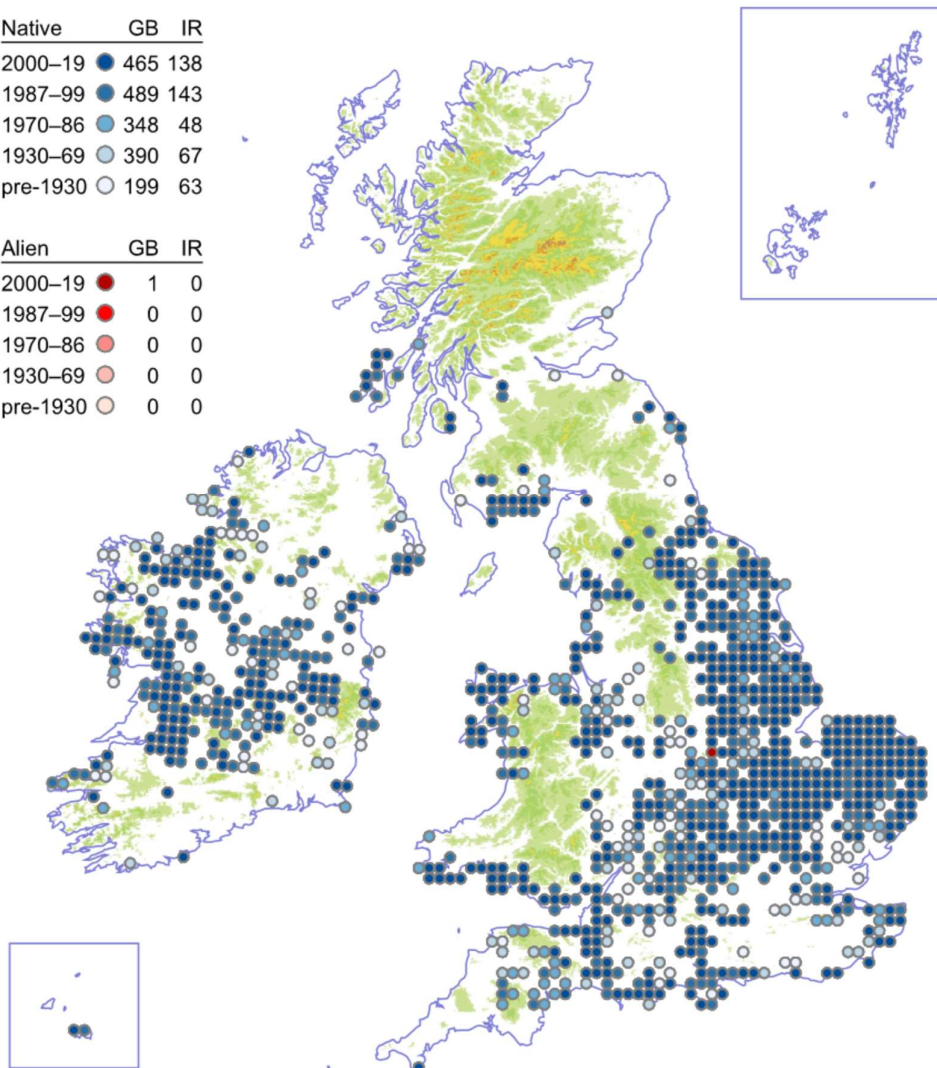 Native GB IR
2000–19 465 138
1987–99 489 143
1970–86 348 48
1930–69 390 67
pre-1930 199 63
Alien GB IR
2000–19 1 0
1987–99 0 0
1970–86 0 0
1930–69 0 0
pre-1930 0 0